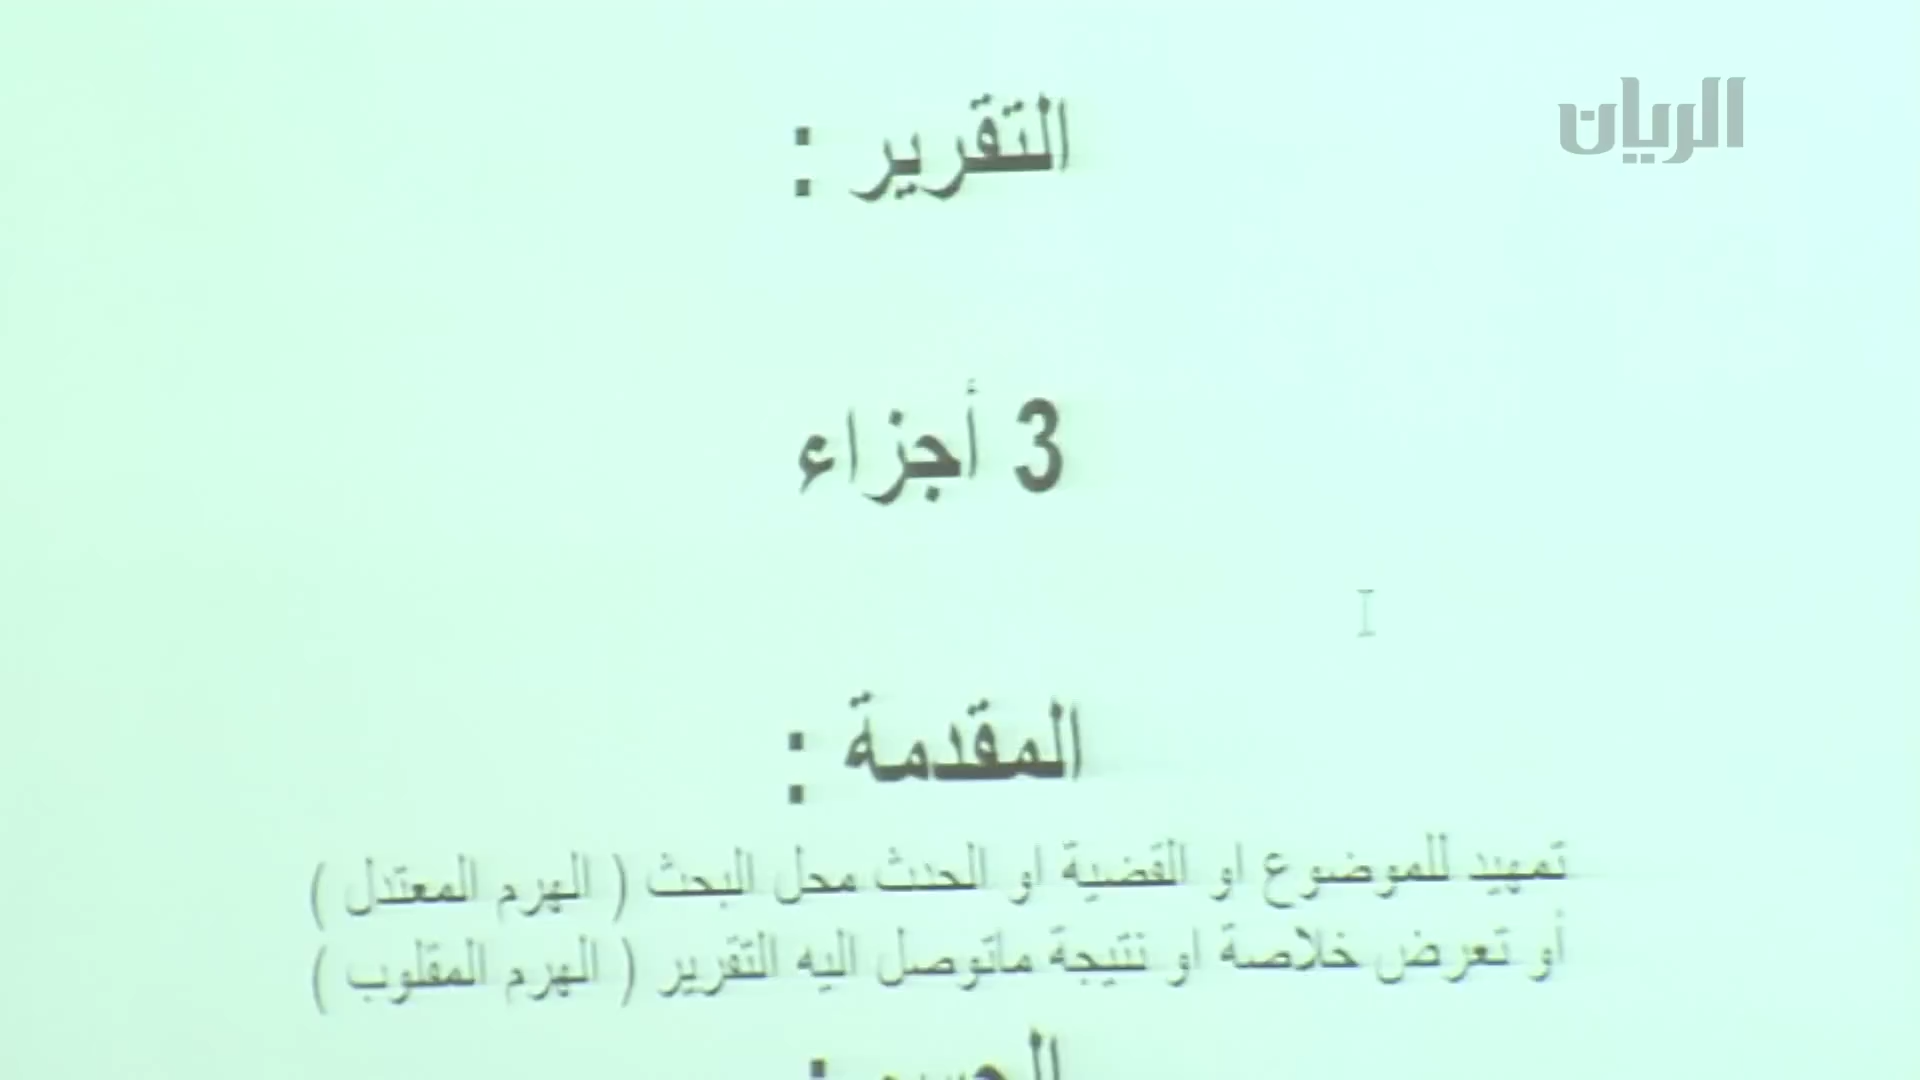 الريان
التقرير :
3 أجزاء
المقدمة :
تمهيد للموضوع او القضية او الحدث محل البحث ( الهرم المعتدل )
أو تعرض خلاصة او نتيجة ماتوصل اليه التقرير ( الهرم المقلوب )